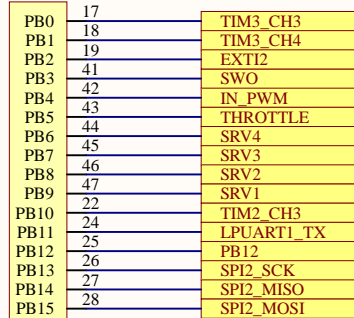 PB0 17 TIM3_CH3
PB1 18 TIM3_CH4
PB2 19 EXTI2
PB3 41 SWO
PB4 42 IN_PWM
PB5 43 THROTTLE
PB6 44 SRV4
PB7 45 SRV3
PB8 46 SRV2
PB9 47 SRV1
PB10 22 TIM2_CH3
PB11 24 LPUART1_TX
PB12 25 PB12
PB13 26 SPI2_SCK
PB14 27 SPI2_MISO
PB15 28 SPI2_MOSI